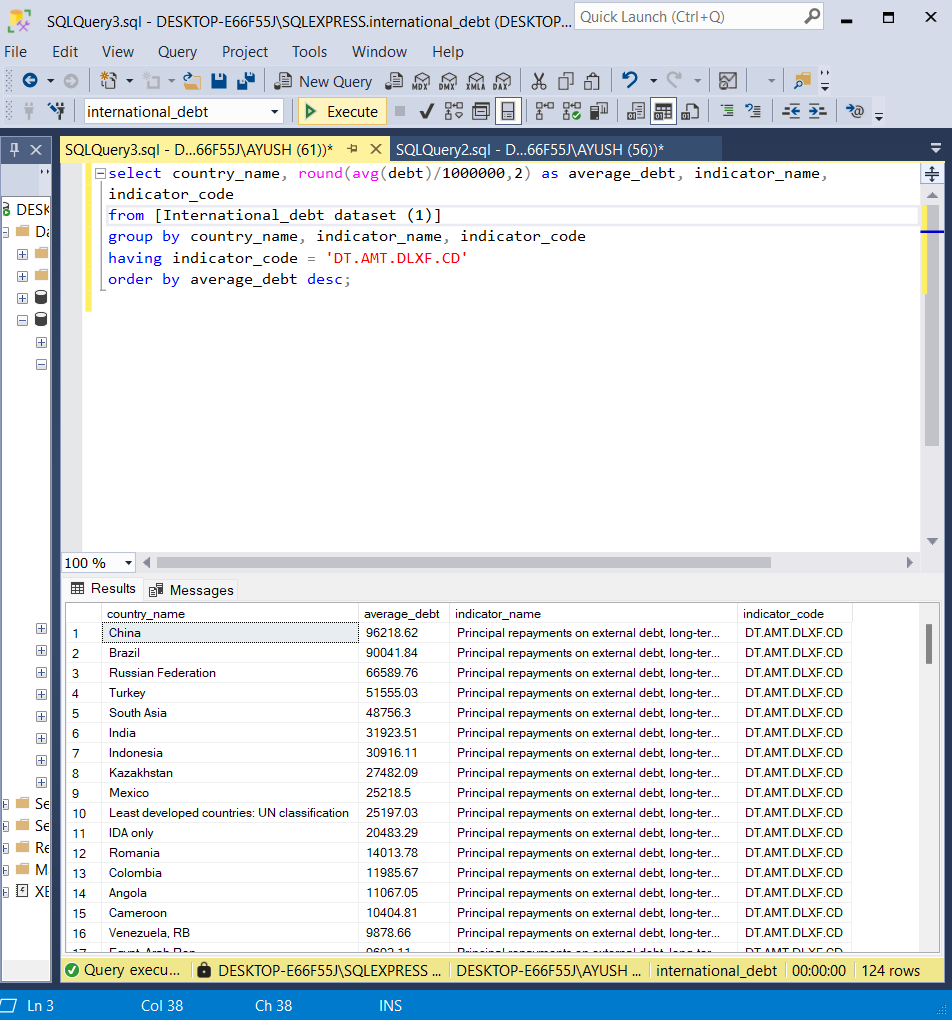 SQLQuery3.sql - DESKTOP-E66F55J\SQLEXPRESS.international_debt (DESKTOP...
Quick Launch (Ctrl+Q)
File Edit View Query Project Tools Window Help
New Query MDX DMX XMLA DAX
international_debt Execute
SQLQuery3.sql - D...66F55J\AYUSH (61))* SQLQuery2.sql - D...66F55J\AYUSH (56))*
select country_name, round(avg(debt)/1000000,2) as average_debt, indicator_name,
indicator_code
from [International_debt dataset (1)]
group by country_name, indicator_name, indicator_code
having indicator_code = 'DT.AMT.DLXF.CD'
order by average_debt desc;
DESK
Da
Se
Se
Re
M
XE
100 %
Results Messages
country_name average_debt indicator_name indicator_code
1 China 96218.62 Principal repayments on external debt, long-ter... DT.AMT.DLXF.CD
2 Brazil 90041.84 Principal repayments on external debt, long-ter... DT.AMT.DLXF.CD
3 Russian Federation 66589.76 Principal repayments on external debt, long-ter... DT.AMT.DLXF.CD
4 Turkey 51555.03 Principal repayments on external debt, long-ter... DT.AMT.DLXF.CD
5 South Asia 48756.3 Principal repayments on external debt, long-ter... DT.AMT.DLXF.CD
6 India 31923.51 Principal repayments on external debt, long-ter... DT.AMT.DLXF.CD
7 Indonesia 30916.11 Principal repayments on external debt, long-ter... DT.AMT.DLXF.CD
8 Kazakhstan 27482.09 Principal repayments on external debt, long-ter... DT.AMT.DLXF.CD
9 Mexico 25218.5 Principal repayments on external debt, long-ter... DT.AMT.DLXF.CD
10 Least developed countries: UN classification 25197.03 Principal repayments on external debt, long-ter... DT.AMT.DLXF.CD
11 IDA only 20483.29 Principal repayments on external debt, long-ter... DT.AMT.DLXF.CD
12 Romania 14013.78 Principal repayments on external debt, long-ter... DT.AMT.DLXF.CD
13 Colombia 11985.67 Principal repayments on external debt, long-ter... DT.AMT.DLXF.CD
14 Angola 11067.05 Principal repayments on external debt, long-ter... DT.AMT.DLXF.CD
15 Cameroon 10404.81 Principal repayments on external debt, long-ter... DT.AMT.DLXF.CD
16 Venezuela, RB 9878.66 Principal repayments on external debt, long-ter... DT.AMT.DLXF.CD
Query execu... DESKTOP-E66F55J\SQLEXPRESS ... DESKTOP-E66F55J\AYUSH ... international_debt 00:00:00 124 rows
Ln 3 Col 38 Ch 38 INS